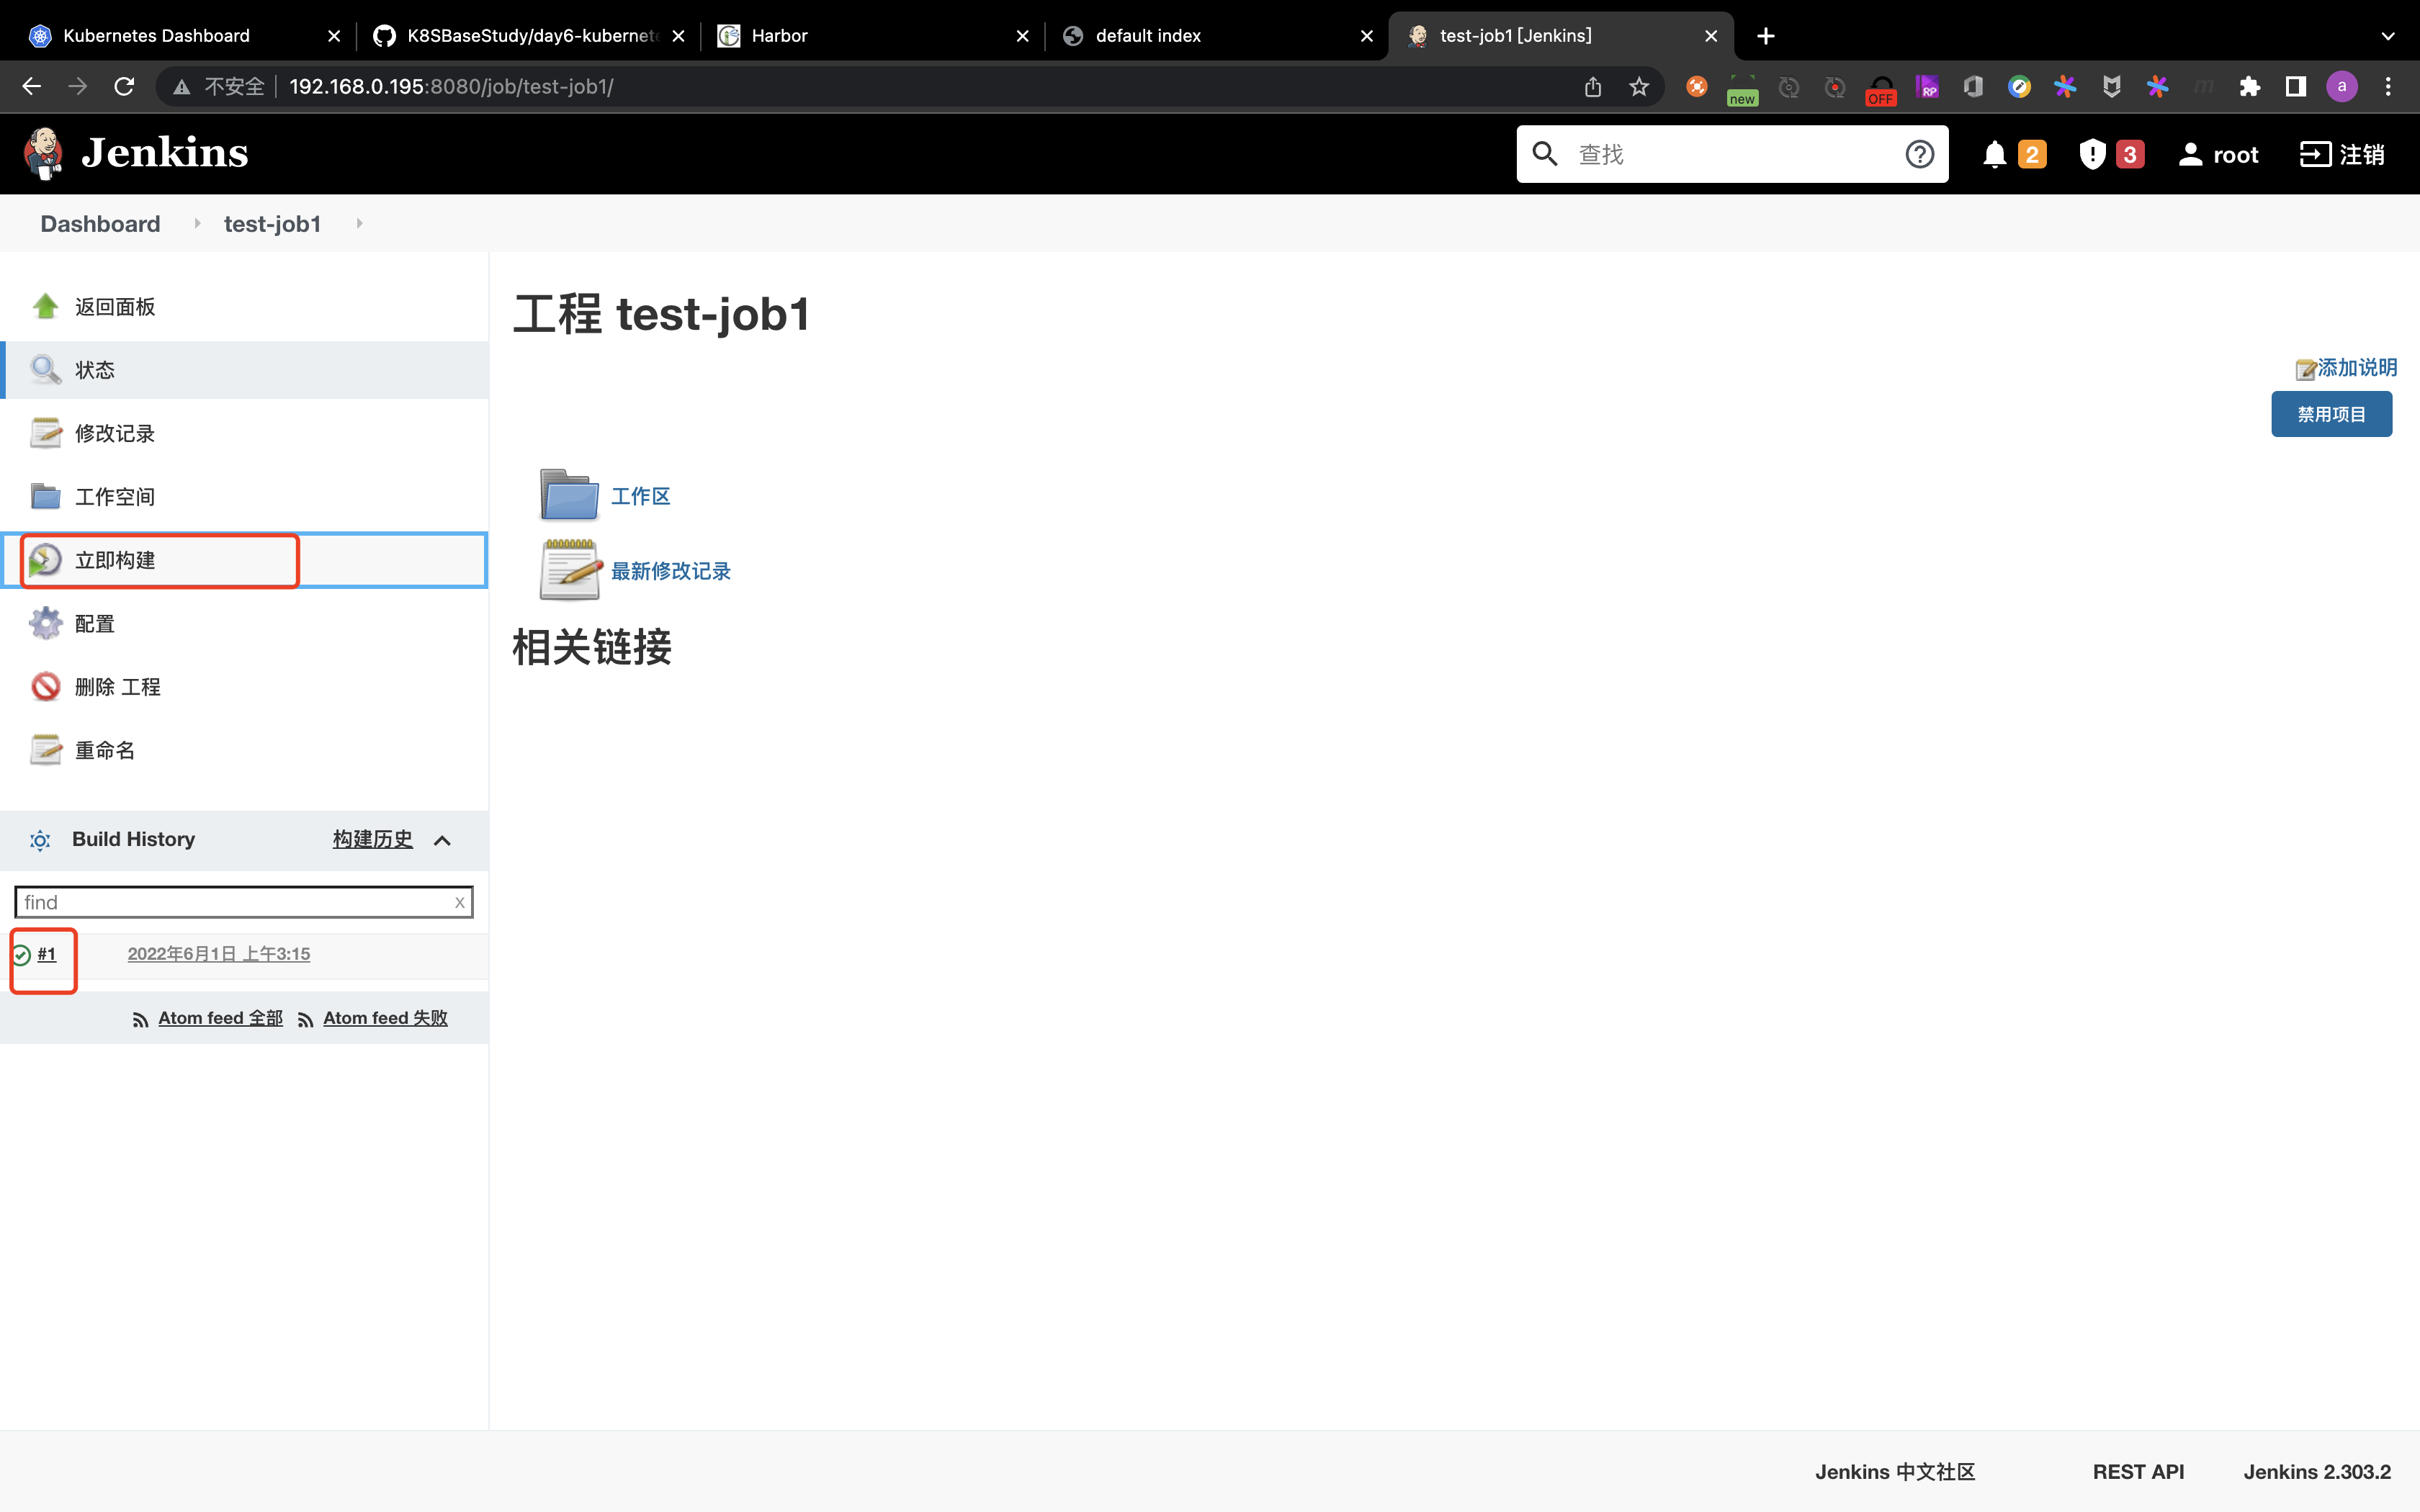 Kubernetes Dashboard
K8SBaseStudy/day6-kubernete
Harbor
default index
test-job1 [Jenkins]
不安全
192.168.0.195:8080/job/test-job1/
new
OFF
RP
a
Jenkins
查找
2
3
root
注销
Dashboard
test-job1
返回面板
状态
修改记录
工作空间
立即构建
配置
删除 工程
重命名
Build History
构建历史
find
x
#1
2022年6月1日 上午3:15
Atom feed 全部
Atom feed 失败
工程 test-job1
添加说明
禁用项目
工作区
最新修改记录
相关链接
Jenkins 中文社区
REST API
Jenkins 2.303.2